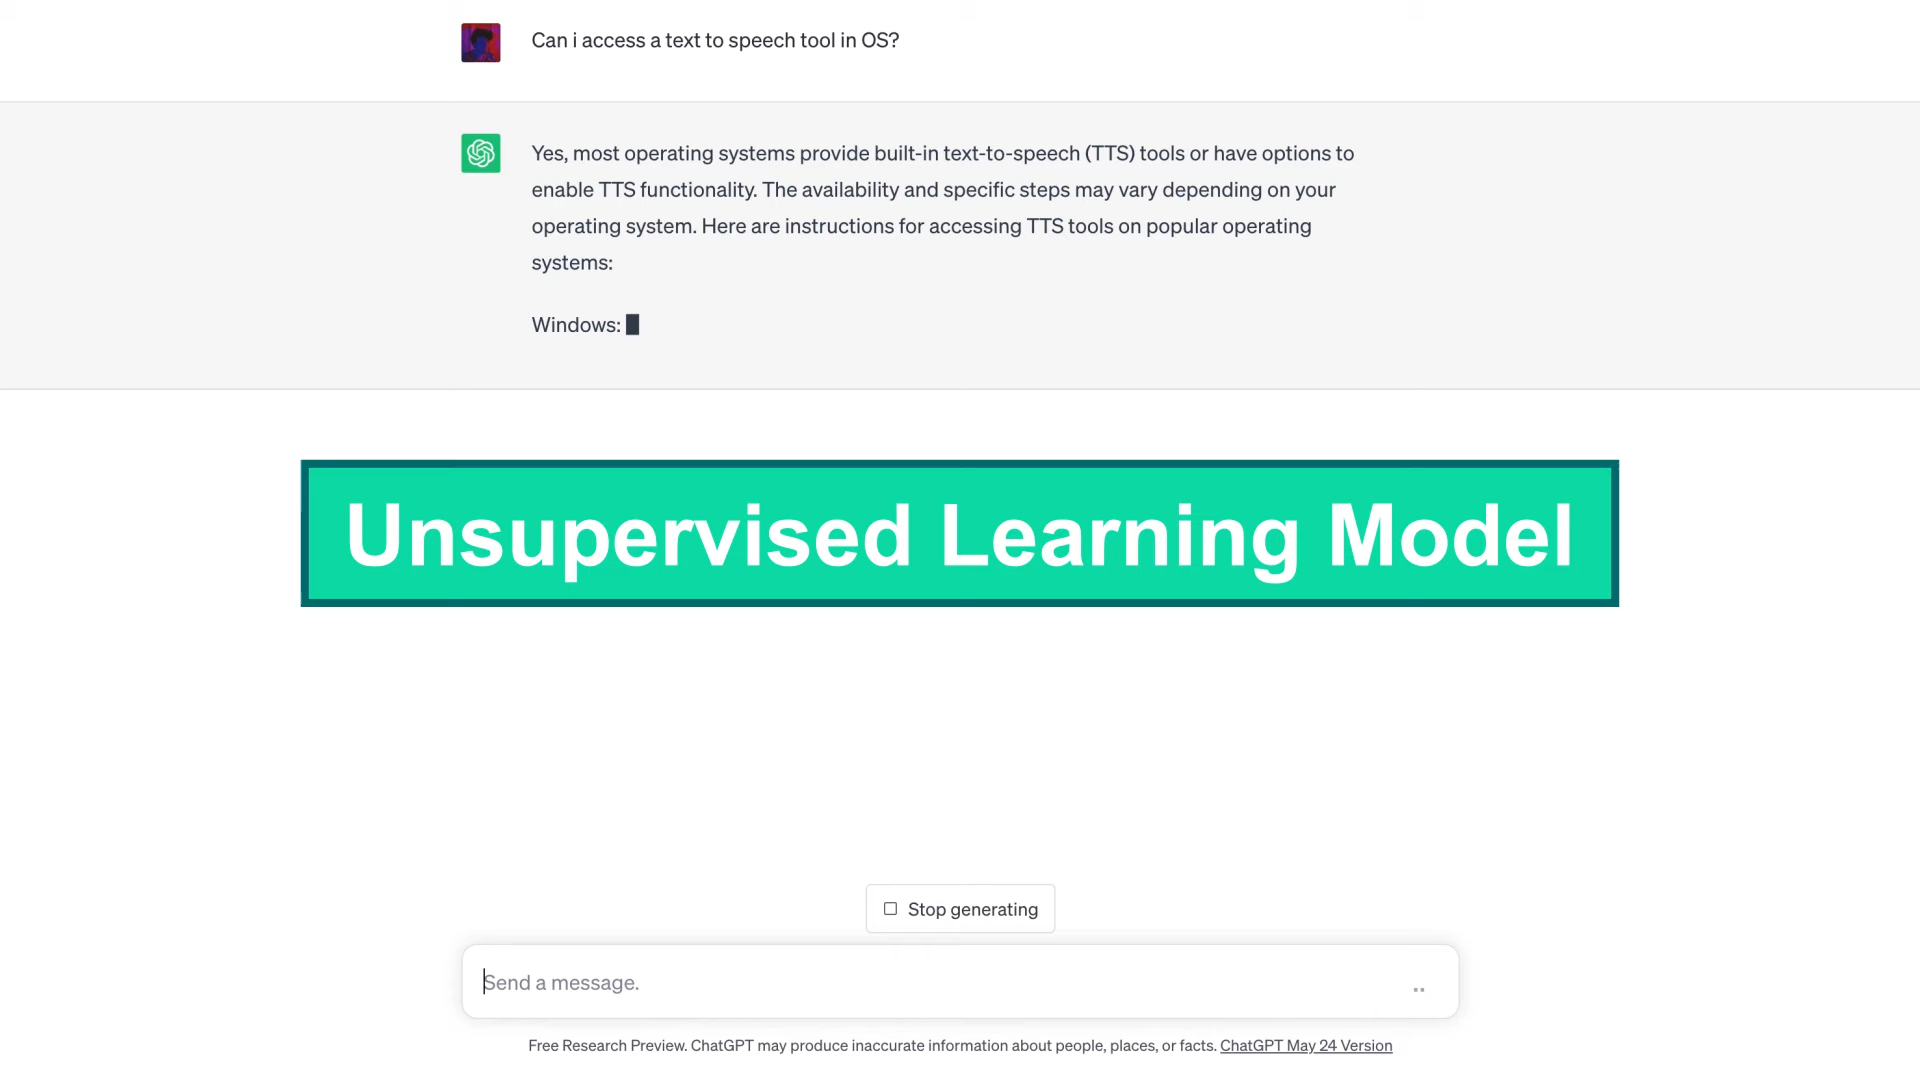 Can i access a text to speech tool in OS?
Yes, most operating systems provide built-in text-to-speech (TTS) tools or have options to
enable TTS functionality. The availability and specific steps may vary depending on your
operating system. Here are instructions for accessing TTS tools on popular operating
systems:
Windows:
Unsupervised Learning Model
Stop generating
Send a message.
Free Research Preview. ChatGPT may produce inaccurate information about people, places, or facts. ChatGPT May 24 Version